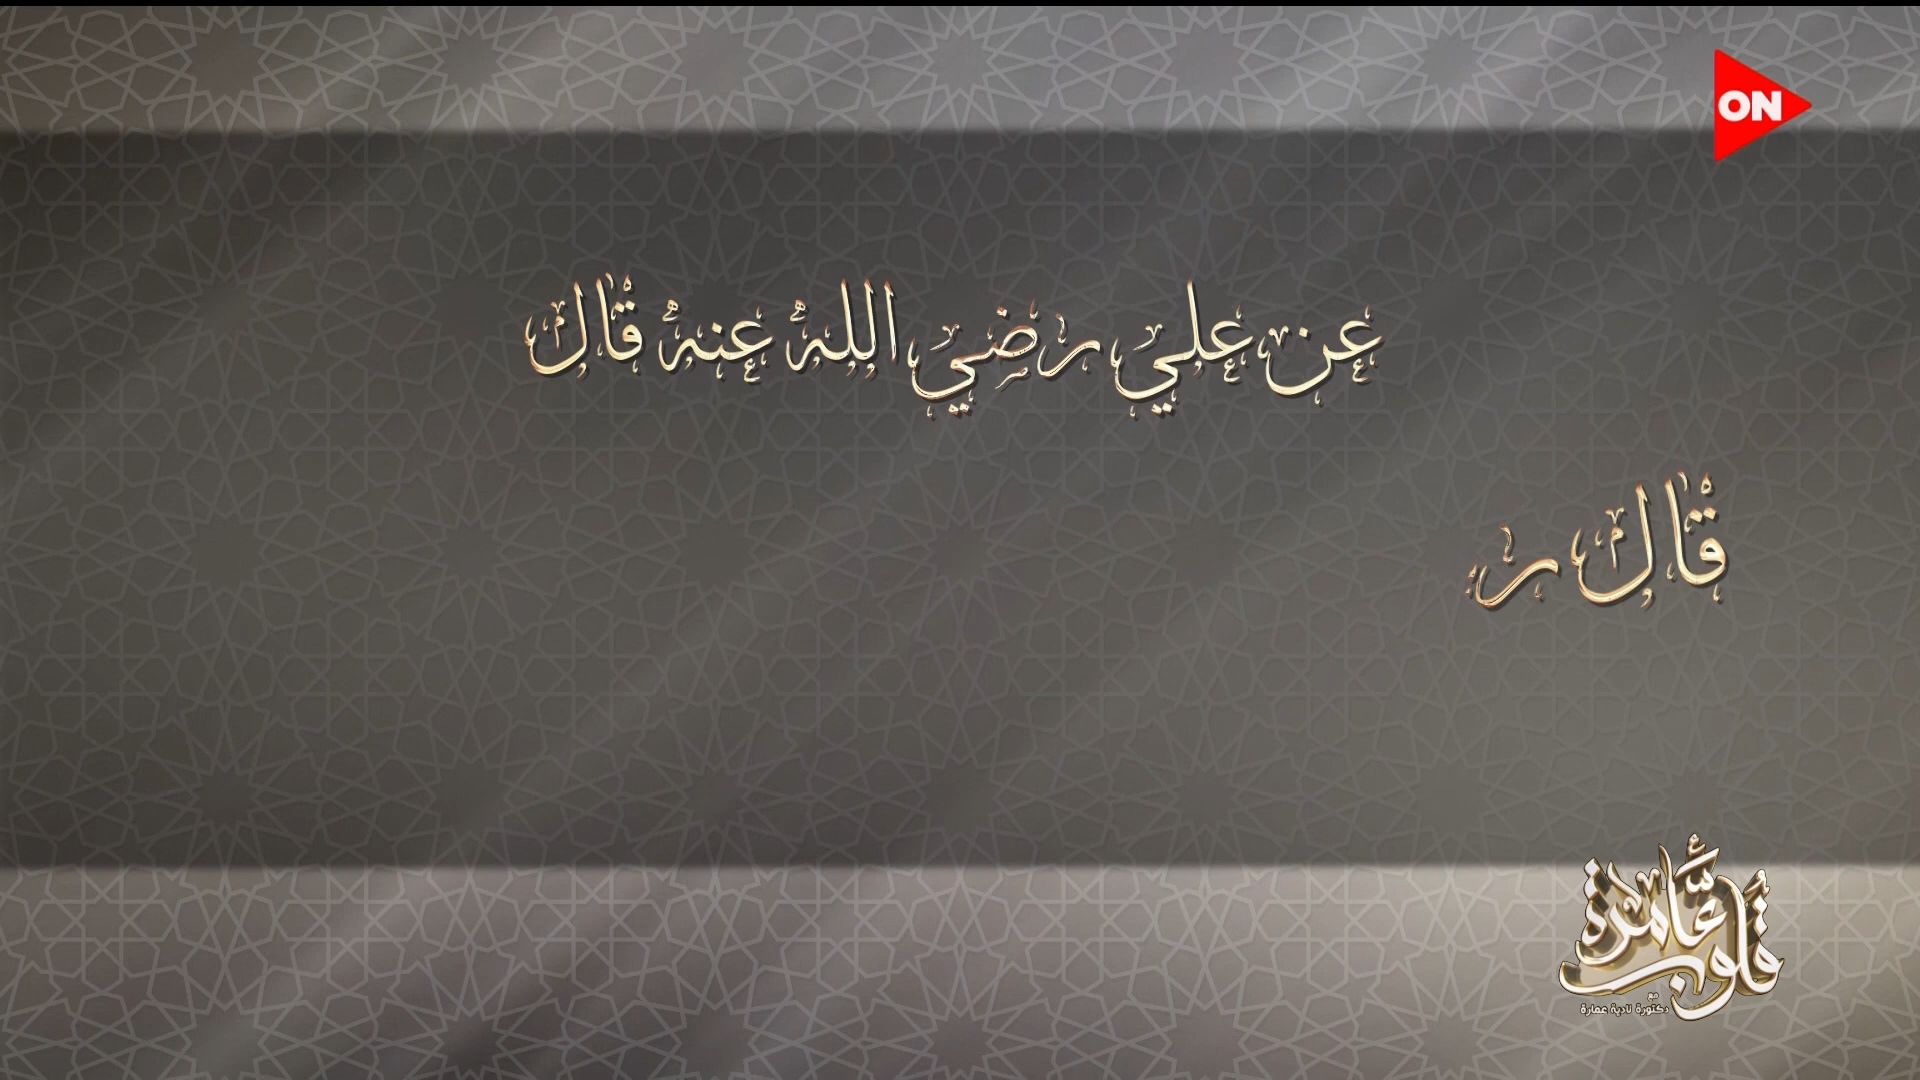 ON
عن علي رضي اللهُ عنهُ قال
قال ر
قلوب عامرة
مع
دكتورة نادية عمارة